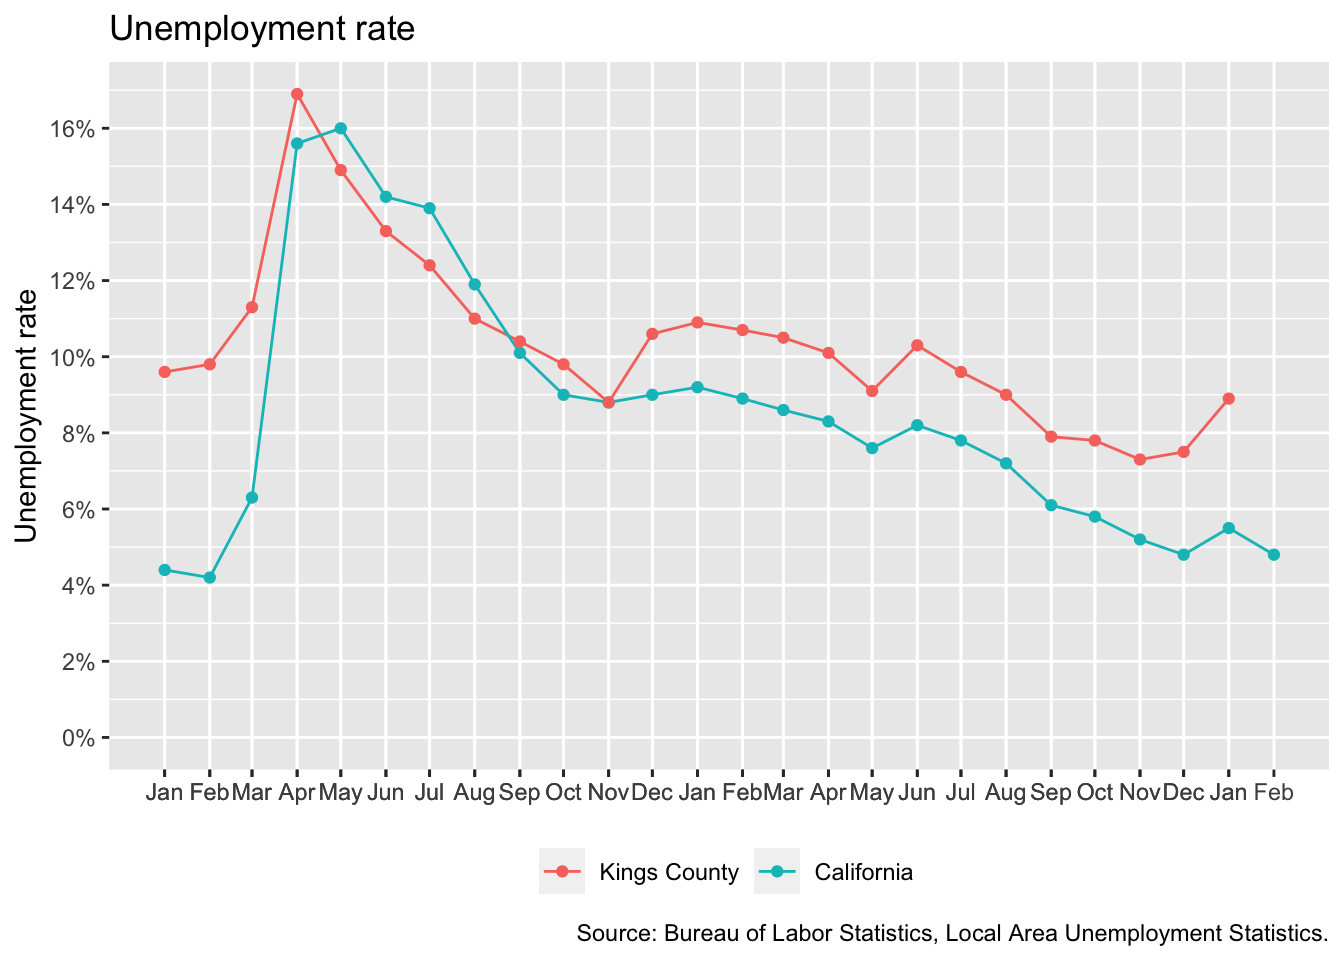 Unemployment rate
Unemployment rate
16%
14%
12%
10%
8%
6%
4%
2%
0%
Jan Feb Mar Apr May Jun Jul Aug Sep Oct Nov Dec Jan Feb Mar Apr May Jun Jul Aug Sep Oct Nov Dec Jan Feb
Kings County California
Source: Bureau of Labor Statistics, Local Area Unemployment Statistics.